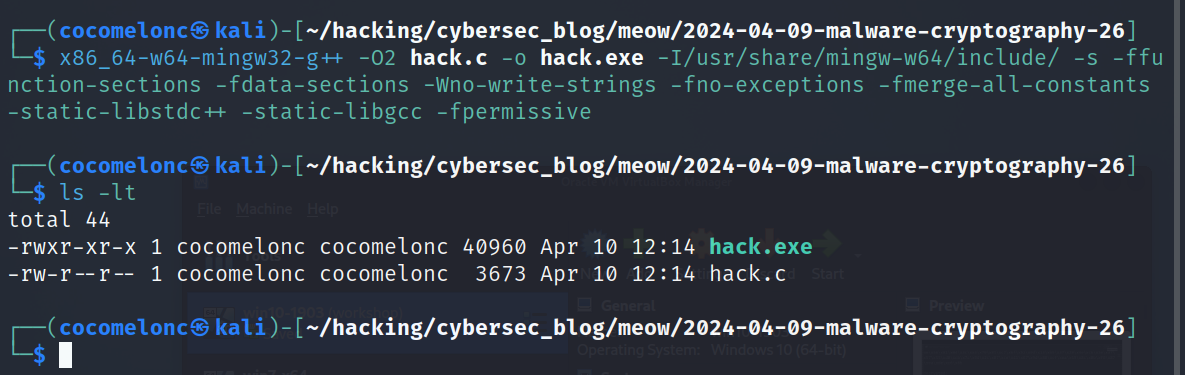 ┌──(cocomelonc㉿kali)-[~/hacking/cybersec_blog/meow/2024-04-09-malware-cryptography-26]
└─$ x86_64-w64-mingw32-g++ -O2 hack.c -o hack.exe -I/usr/share/mingw-w64/include/ -s -ffu
nction-sections -fdata-sections -Wno-write-strings -fno-exceptions -fmerge-all-constants
-static-libstdc++ -static-libgcc -fpermissive
┌──(cocomelonc㉿kali)-[~/hacking/cybersec_blog/meow/2024-04-09-malware-cryptography-26]
└─$ ls -lt
File Machine Help
total 44
-rwxr-xr-x 1 cocomelonc cocomelonc 40960 Apr 10 12:14 hack.exe
-rw-r--r-- 1 cocomelonc cocomelonc  3673 Apr 10 12:14 hack.c
Start
General
Preview
┌──(cocomelonc㉿kali)-[~/hacking/cybersec_blog/meow/2024-04-09-malware-cryptography-26]
└─$
Operating System: Windows 10 (64-bit)